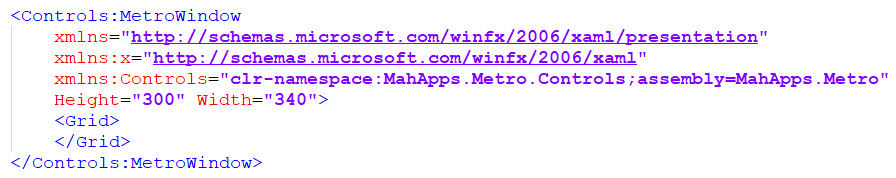 <Controls:MetroWindow
    xmlns="http://schemas.microsoft.com/winfx/2006/xaml/presentation"
    xmlns:x="http://schemas.microsoft.com/winfx/2006/xaml"
    xmlns:Controls="clr-namespace:MahApps.Metro.Controls;assembly=MahApps.Metro"
    Height="300" Width="340">
    <Grid>
    </Grid>
</Controls:MetroWindow>